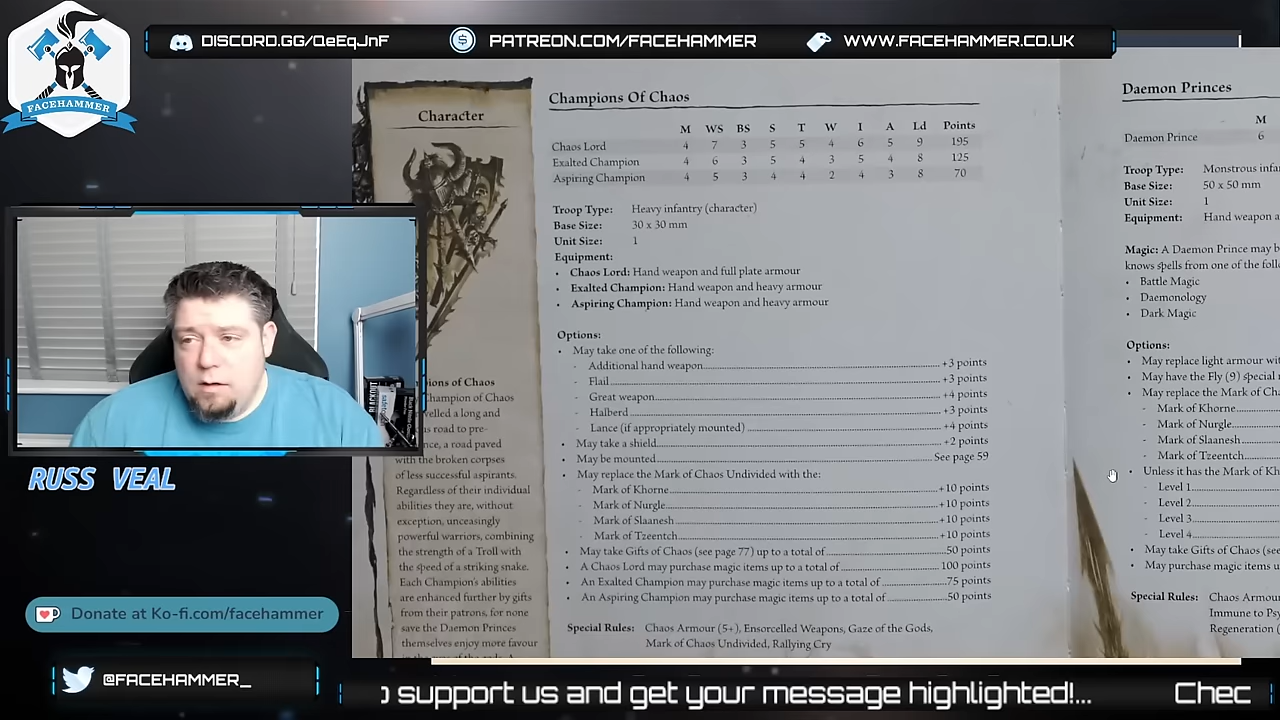 FACEHAMMER
DISCORD.GG/QeEqJnF
PATREON.COM/FACEHAMMER
WWW.FACEHAMMER.CO.UK
RUSS VEAL
Donate at Ko-fi.com/facehammer
@FACEHAMMER_
Character
ions of Chaos
hampion of Chaos
velled a long and
us road to pre-
nce, a road paved
with the broken corpses
of less successful aspirants.
Regardless of their individual
abilities they are, without
exception, unceasingly
powerful warriors, combining
the strength of a Troll with
the speed of a striking snake.
Each Champion's abilities
are enhanced further by gifts
from their patrons, for none
save the Daemon Princes
themselves enjoy more favour
Champions Of Chaos
M WS BS S T W I A Ld Points
Chaos Lord 4 7 3 5 5 4 6 5 9 195
Exalted Champion 4 6 3 5 4 3 5 4 8 125
Aspiring Champion 4 5 3 4 4 2 4 3 8 70
Troop Type: Heavy infantry (character)
Base Size: 30 x 30 mm
Unit Size: 1
Equipment:
• Chaos Lord: Hand weapon and full plate armour
• Exalted Champion: Hand weapon and heavy armour
• Aspiring Champion: Hand weapon and heavy armour
Options:
• May take one of the following:
- Additional hand weapon +3 points
- Flail +3 points
- Great weapon +4 points
- Halberd +3 points
- Lance (if appropriately mounted) +4 points
• May take a shield +2 points
• May be mounted See page 59
• May replace the Mark of Chaos Undivided with the:
- Mark of Khorne +10 points
- Mark of Nurgle +10 points
- Mark of Slaanesh +10 points
- Mark of Tzeentch +10 points
• May take Gifts of Chaos (see page 77) up to a total of 50 points
• A Chaos Lord may purchase magic items up to a total of 100 points
• An Exalted Champion may purchase magic items up to a total of 75 points
• An Aspiring Champion may purchase magic items up to a total of 50 points
Special Rules: Chaos Armour (5+), Ensorcelled Weapons, Gaze of the Gods,
Mark of Chaos Undivided, Rallying Cry
Daemon Princes
M
Daemon Prince 6
Troop Type: Monstrous infa
Base Size: 50 x 50 mm
Unit Size: 1
Equipment: Hand weapon a
Magic: A Daemon Prince may b
knows spells from one of the follo
• Battle Magic
• Daemonology
• Dark Magic
Options:
• May replace light armour wit
• May have the Fly (9) special r
• May replace the Mark of Cha
- Mark of Khorne
- Mark of Nurgle
- Mark of Slaanesh
- Mark of Tzeentch
• Unless it has the Mark of Kh
- Level 1
- Level 2
- Level 3
- Level 4
• May take Gifts of Chaos (see
• May purchase magic items u
Special Rules: Chaos Armou
Immune to Ps
Regeneration (
o support us and get your message highlighted!... Chec